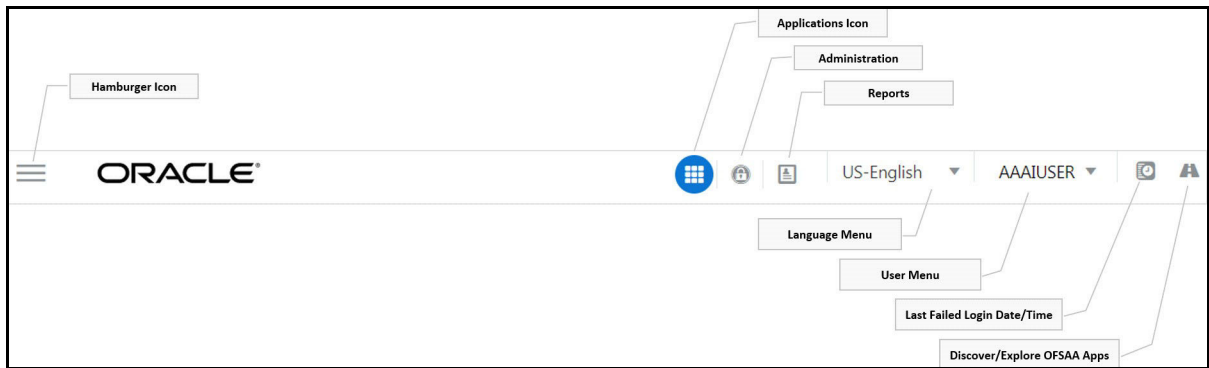 Applications Icon
Administration
Hamburger Icon
Reports
ORACLE®
US-English
AAAIUSER
Language Menu
User Menu
Last Failed Login Date/Time
Discover/Explore OFSAA Apps